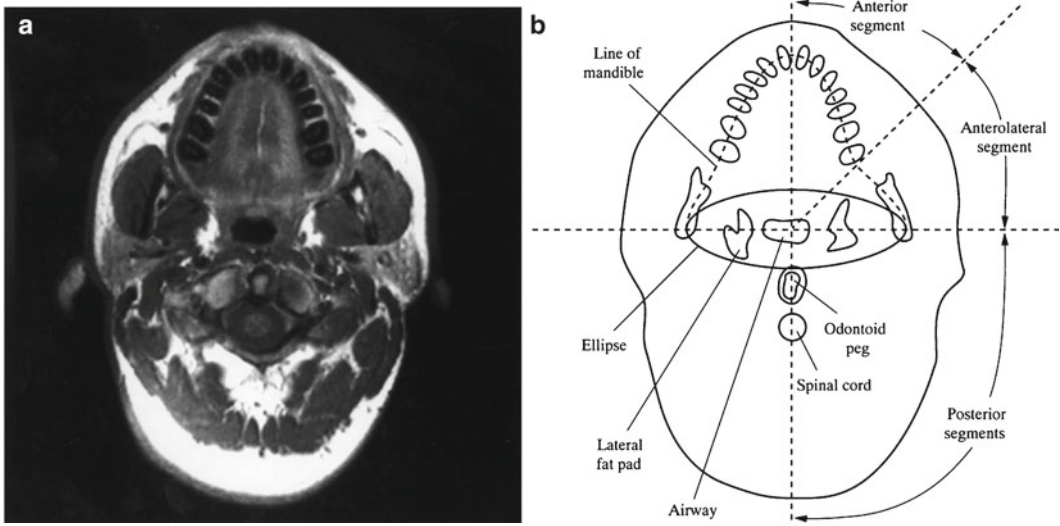 a
b
Anterior
segment
Line of
mandible
Anterolateral
segment
Ellipse
Odontoid
peg
Spinal cord
Lateral
fat pad
Posterior
segments
Airway